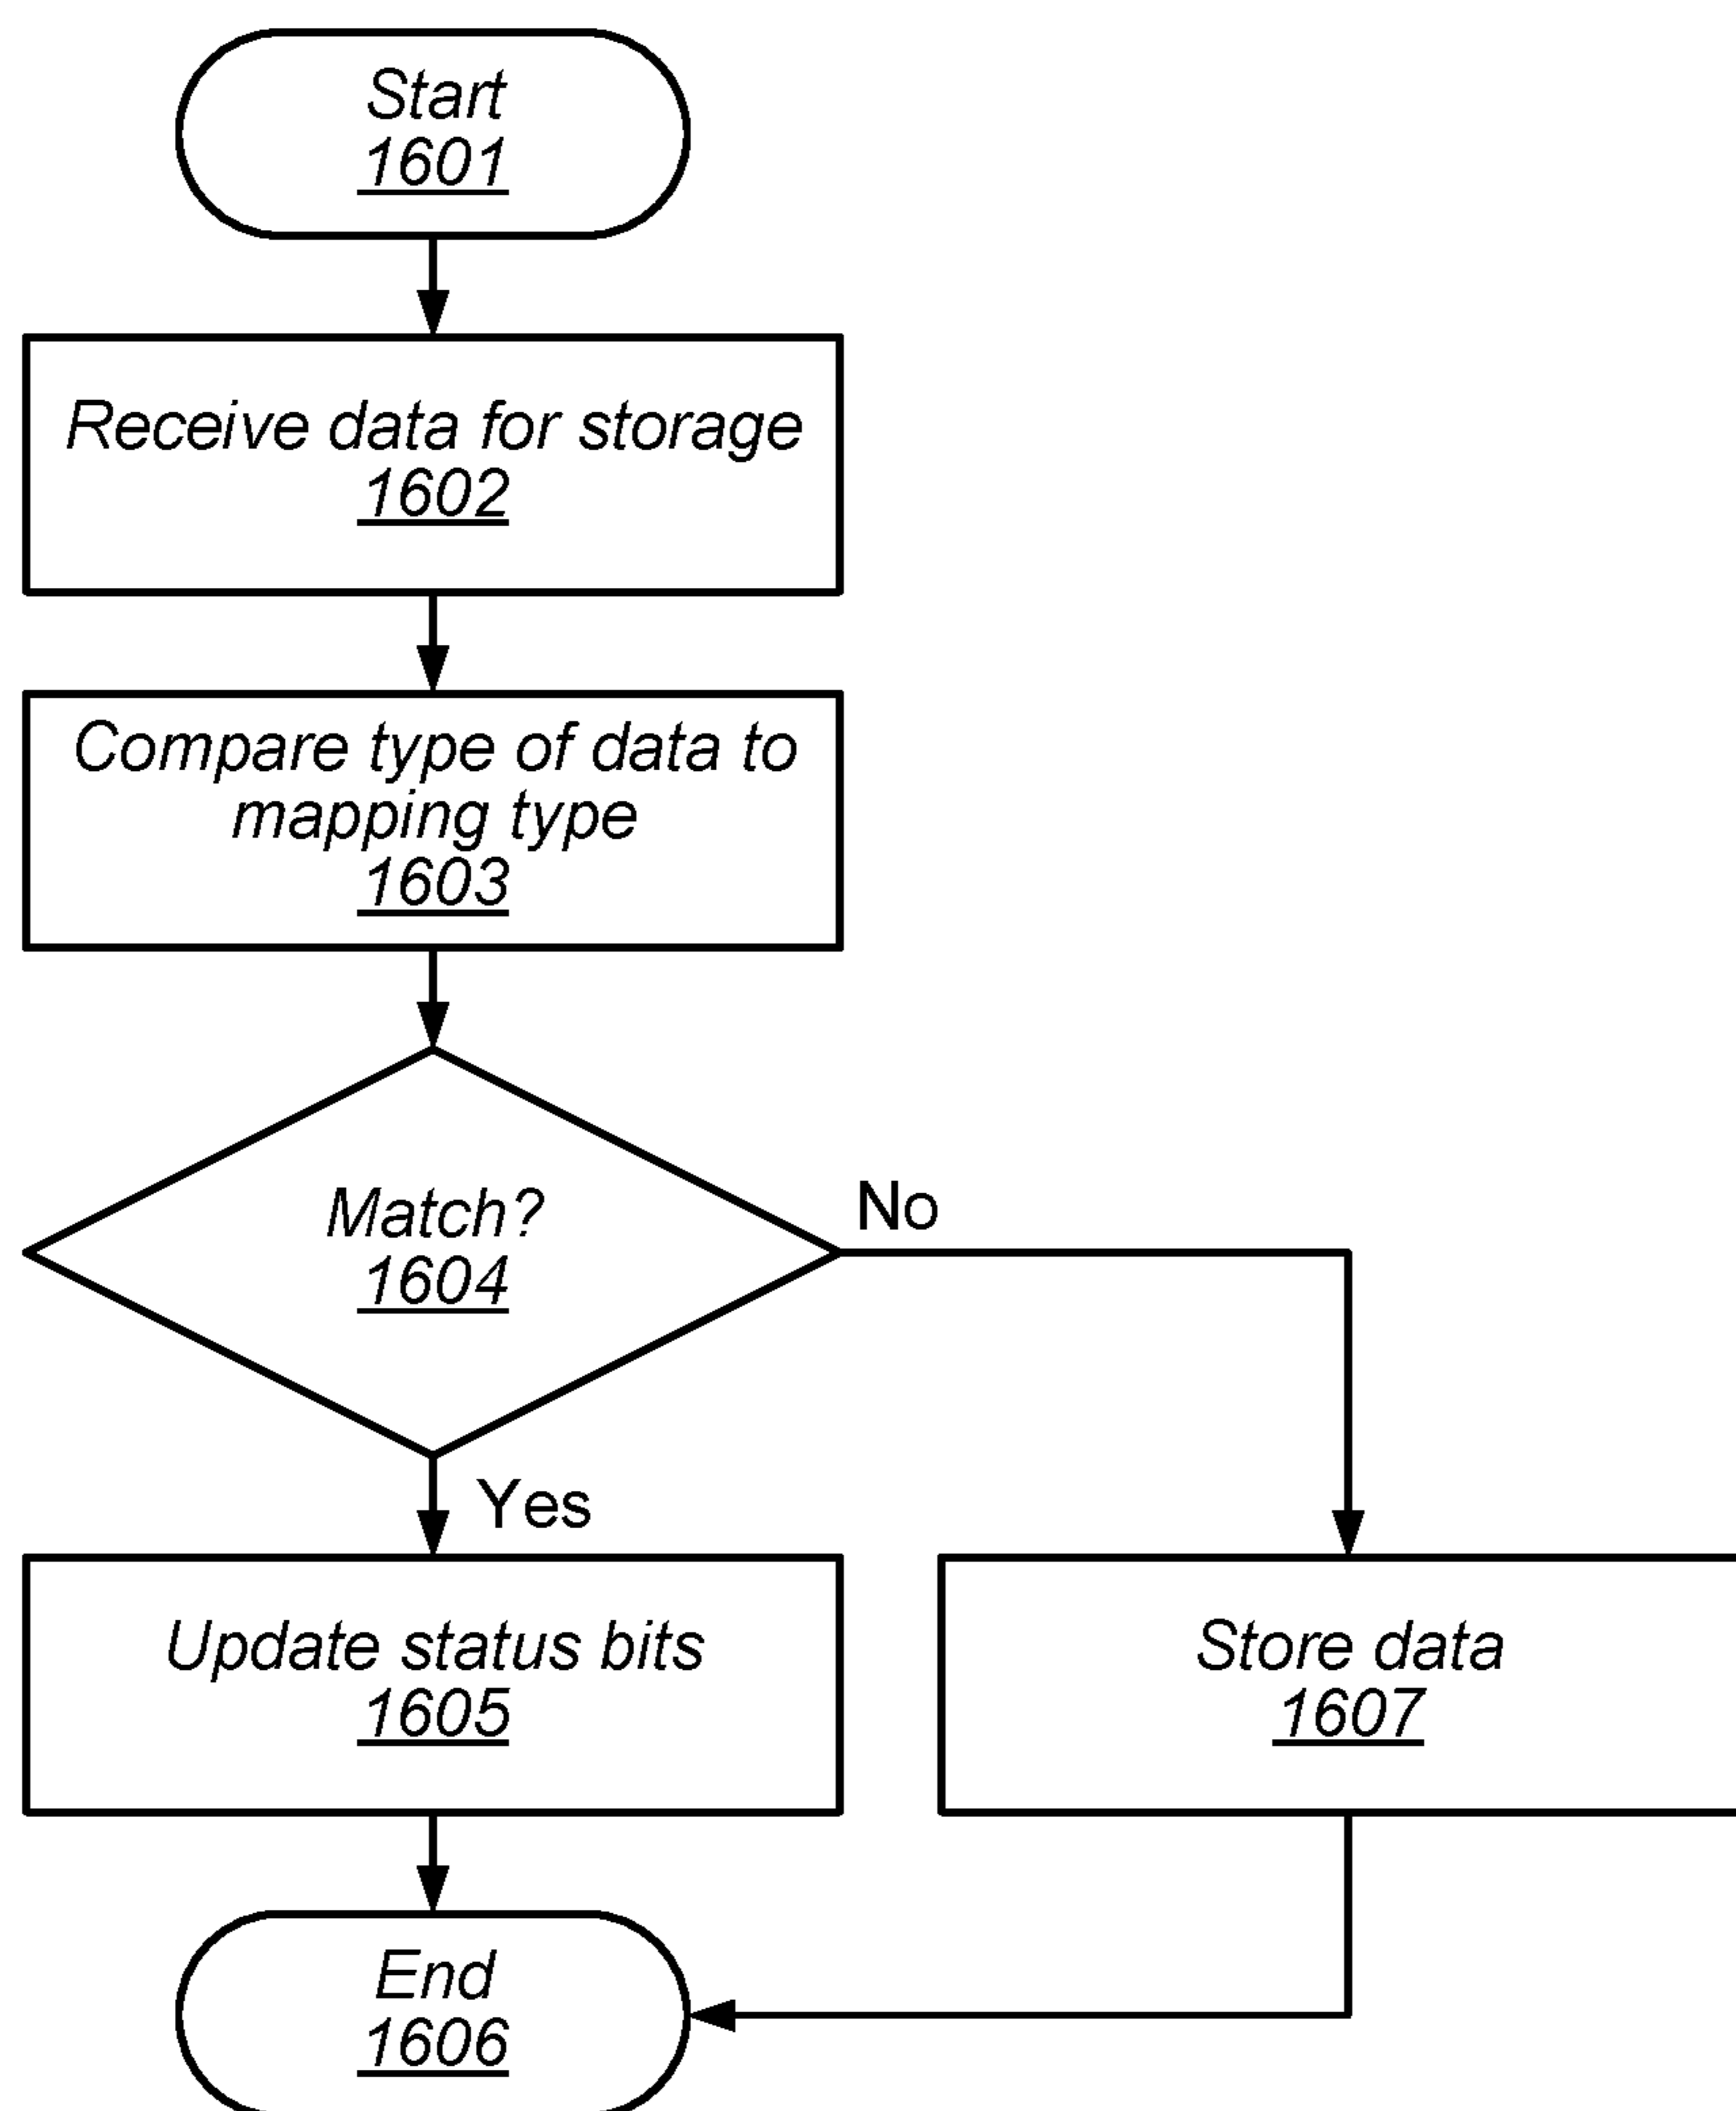 Start
1601
Receive data for storage
1602
Compare type of data to
mapping type
1603
Match?
1604
No
Yes
Update status bits
1605
Store data
1607
End
1606